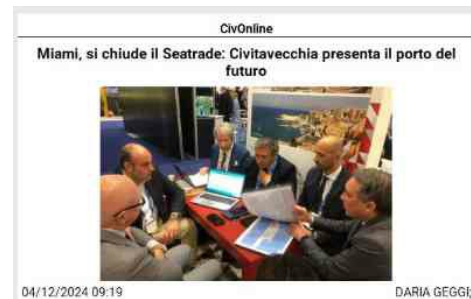 CivOnline
Miami, si chiude il Seatrade: Civitavecchia presenta il porto del
futuro
04/12/2024 09:19
DARIA GEGGI;